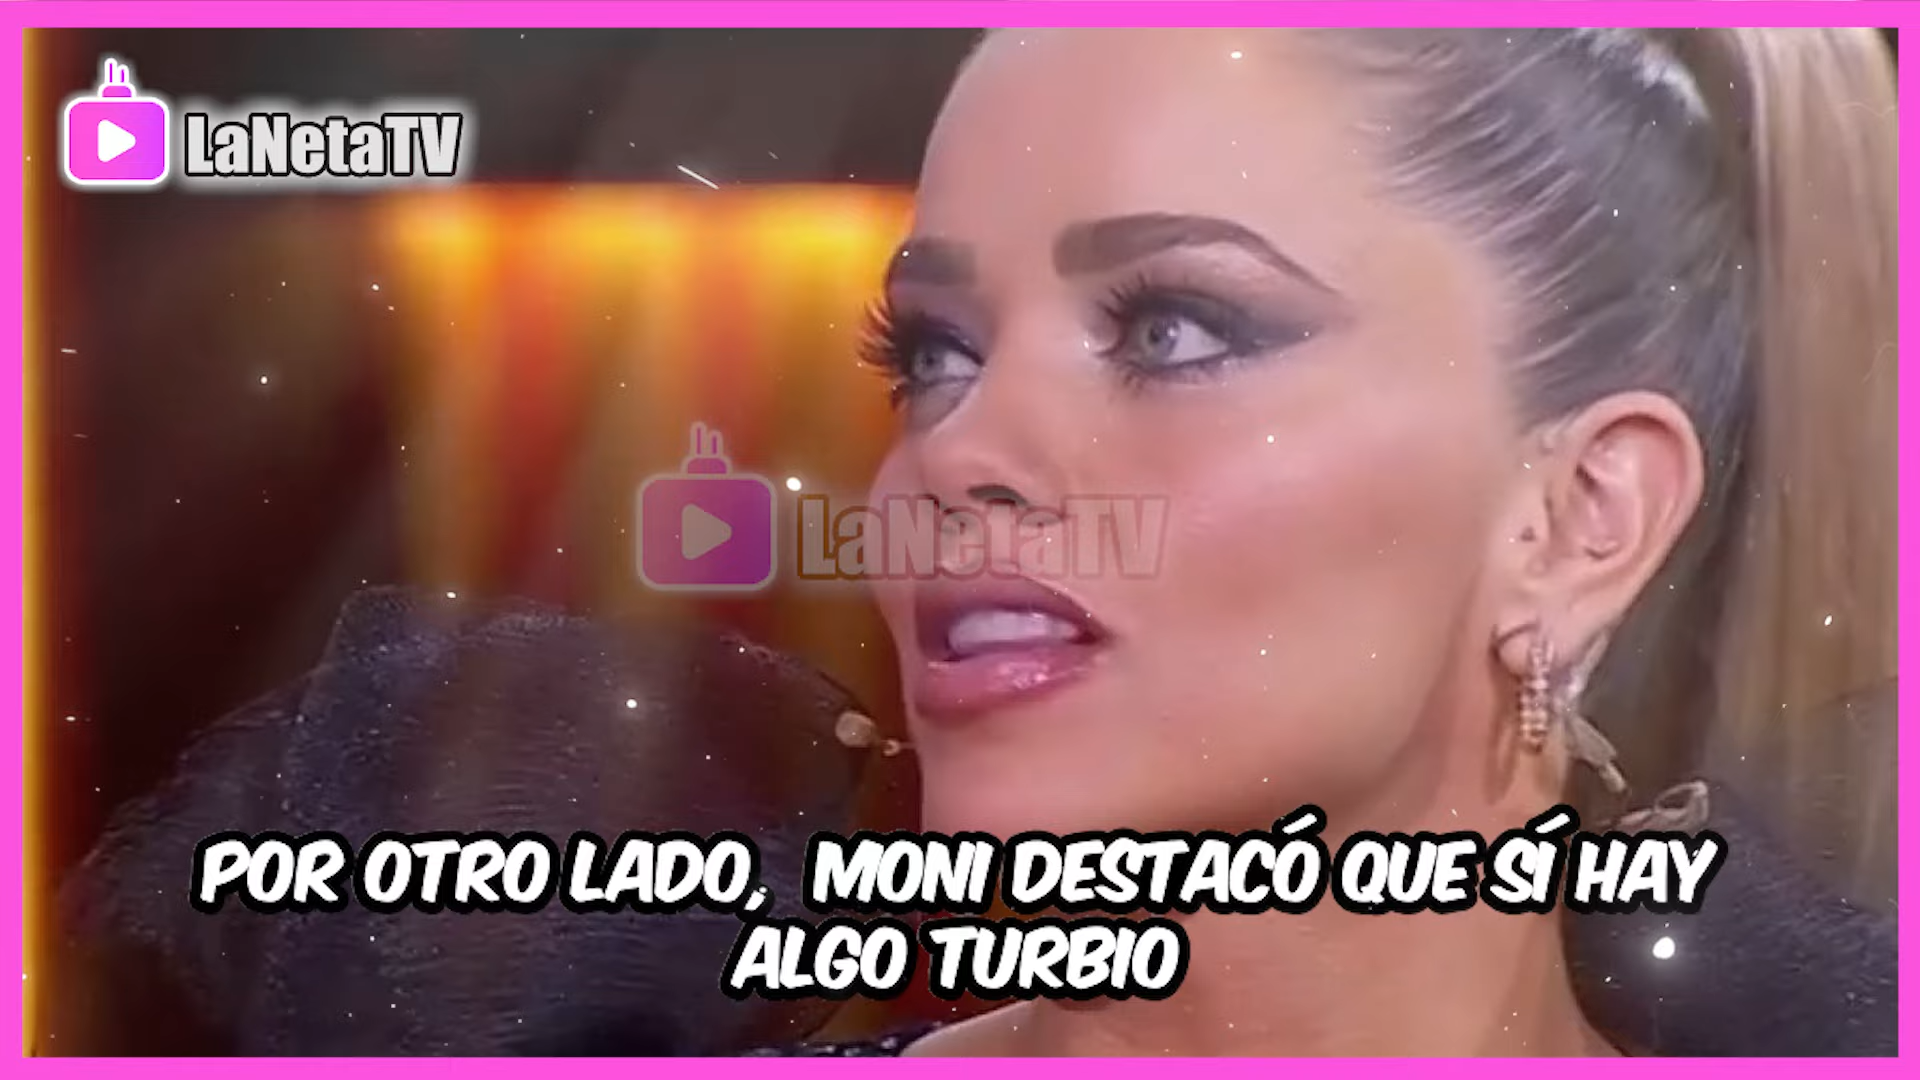 LaNetaTV
LaNetaTV
POR OTRO LADO, MONI DESTACÓ QUE SÍ HAY
ALGO TURBIO